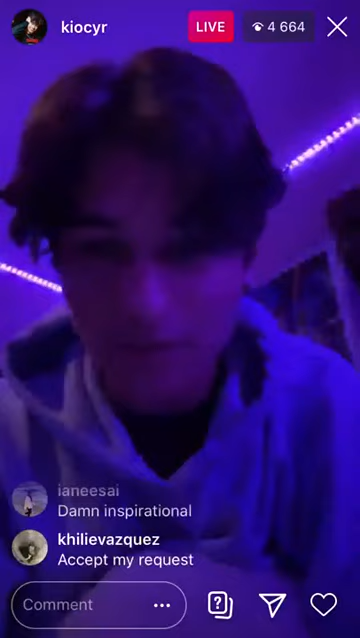 kiocyr
LIVE
4 664
ianeesai
Damn inspirational
khilievazquez
Accept my request
Comment